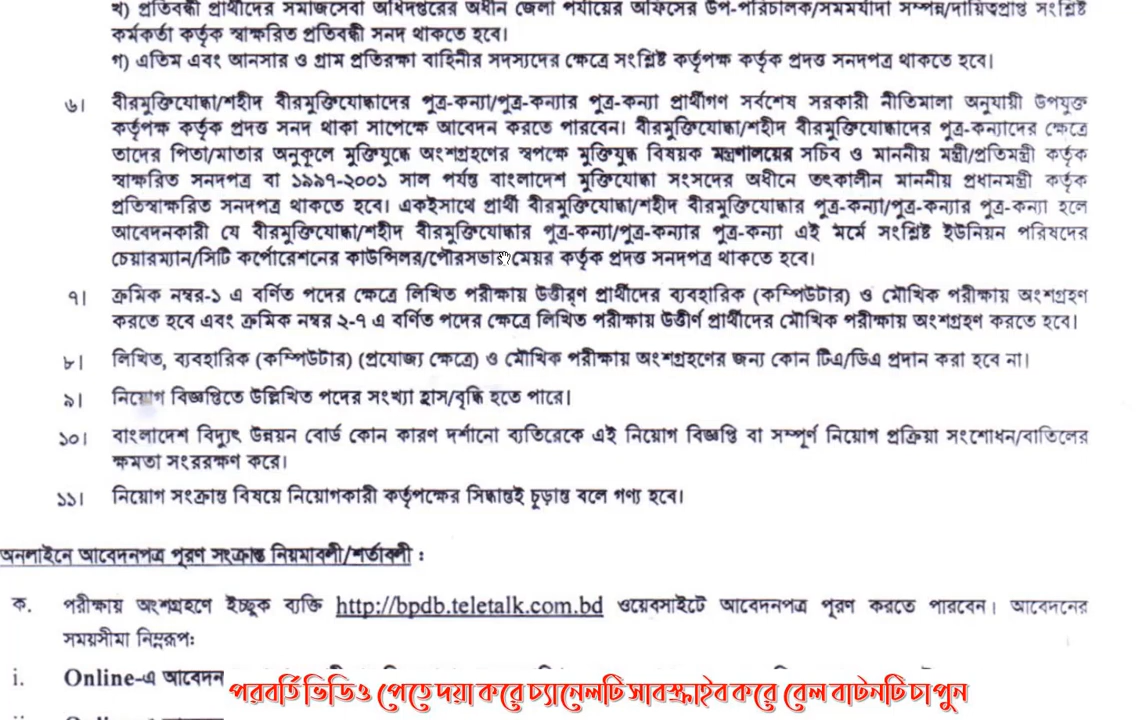 খ) প্রতিবন্ধী প্রার্থীদের সমাজসেবা অধিদপ্তরের অধীন জেলা পর্যায়ের অফিসের উপ-পরিচালক/সমমর্যাদা সম্পন্ন/দায়িত্বপ্রাপ্ত সংশ্লিষ্ট
কর্মকর্তা কর্তৃক স্বাক্ষরিত প্রতিবন্ধী সনদ থাকতে হবে।
গ) এতিম এবং আনসার ও গ্রাম প্রতিরক্ষা বাহিনীর সদস্যদের ক্ষেত্রে সংশ্লিষ্ট কর্তৃপক্ষ কর্তৃক প্রদত্ত সনদপত্র থাকতে হবে।
৬। বীরমুক্তিযোদ্ধা/শহীদ বীরমুক্তিযোদ্ধাদের পুত্র-কন্যা/পুত্র-কন্যার পুত্র-কন্যা প্রার্থীগণ সর্বশেষ সরকারী নীতিমালা অনুযায়ী উপযুক্ত
কর্তৃপক্ষ কর্তৃক প্রদত্ত সনদ থাকা সাপেক্ষে আবেদন করতে পারবেন। বীরমুক্তিযোদ্ধা/শহীদ বীরমুক্তিযোদ্ধাদের পুত্র-কন্যাদের ক্ষেত্রে
তাদের পিতা/মাতার অনুকূলে মুক্তিযুদ্ধে অংশগ্রহণের স্বপক্ষে মুক্তিযুদ্ধ বিষয়ক মন্ত্রণালয়ের সচিব ও মাননীয় মন্ত্রী/প্রতিমন্ত্রী কর্তৃক
স্বাক্ষরিত সনদপত্র বা ১৯৯৭-২০০১ সাল পর্যন্ত বাংলাদেশ মুক্তিযোদ্ধা সংসদের অধীনে তৎকালীন মাননীয় প্রধানমন্ত্রী কর্তৃক
প্রতিস্বাক্ষরিত সনদপত্র থাকতে হবে। একইসাথে প্রার্থী বীরমুক্তিযোদ্ধা/শহীদ বীরমুক্তিযোদ্ধার পুত্র-কন্যা/পুত্র-কন্যার পুত্র-কন্যা হলে
আবেদনকারী যে বীরমুক্তিযোদ্ধা/শহীদ বীরমুক্তিযোদ্ধার পুত্র-কন্যা/পুত্র-কন্যার পুত্র-কন্যা এই মর্মে সংশ্লিষ্ট ইউনিয়ন পরিষদের
চেয়ারম্যান/সিটি কর্পোরেশনের কাউন্সিলর/পৌরসভার মেয়র কর্তৃক প্রদত্ত সনদপত্র থাকতে হবে।
৭। ক্রমিক নম্বর-১ এ বর্ণিত পদের ক্ষেত্রে লিখিত পরীক্ষায় উত্তীর্ণ প্রার্থীদের ব্যবহারিক (কম্পিউটার) ও মৌখিক পরীক্ষায় অংশগ্রহণ
করতে হবে এবং ক্রমিক নম্বর ২-৭ এ বর্ণিত পদের ক্ষেত্রে লিখিত পরীক্ষায় উত্তীর্ণ প্রার্থীদের মৌখিক পরীক্ষায় অংশগ্রহণ করতে হবে।
৮। লিখিত, ব্যবহারিক (কম্পিউটার) (প্রযোজ্য ক্ষেত্রে) ও মৌখিক পরীক্ষায় অংশগ্রহণের জন্য কোন টিএ/ডিএ প্রদান করা হবে না।
৯। নিয়োগ বিজ্ঞপ্তিতে উল্লিখিত পদের সংখ্যা হ্রাস/বৃদ্ধি হতে পারে।
১০। বাংলাদেশ বিদ্যুৎ উন্নয়ন বোর্ড কোন কারণ দর্শানো ব্যতিরেকে এই নিয়োগ বিজ্ঞপ্তি বা সম্পূর্ণ নিয়োগ প্রক্রিয়া সংশোধন/বাতিলের
ক্ষমতা সংররক্ষণ করে।
১১। নিয়োগ সংক্রান্ত বিষয়ে নিয়োগকারী কর্তৃপক্ষের সিদ্ধান্তই চূড়ান্ত বলে গণ্য হবে।
অনলাইনে আবেদনপত্র পূরণ সংক্রান্ত নিয়মাবলী/শর্তাবলী :
ক. পরীক্ষায় অংশগ্রহণে ইচ্ছুক ব্যক্তি http://bpdb.teletalk.com.bd ওয়েবসাইটে আবেদনপত্র পূরণ করতে পারবেন। আবেদনের
সময়সীমা নিম্নরূপঃ
i. Online-এ আবেদন
পরবর্তি ভিডিও পেতে দয়া করে চ্যানেলটি সাবস্ক্রাইব করে বেল বাটনটি চাপুন